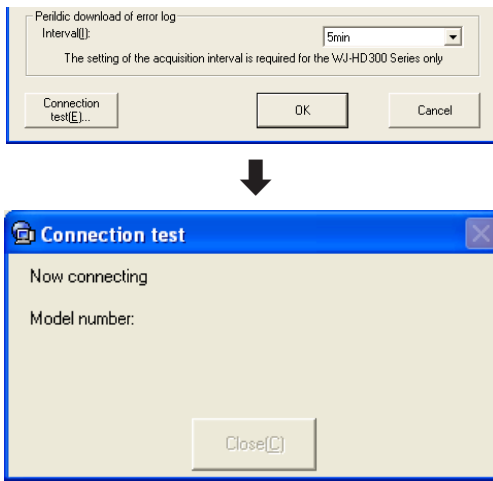 Perildic download of error log
Interval(I):
5min
The setting of the acquisition interval is required for the WJ-HD300 Series only
Connection
test(E)...
OK
Cancel
Connection test
Now connecting
Model number:
Close(C)